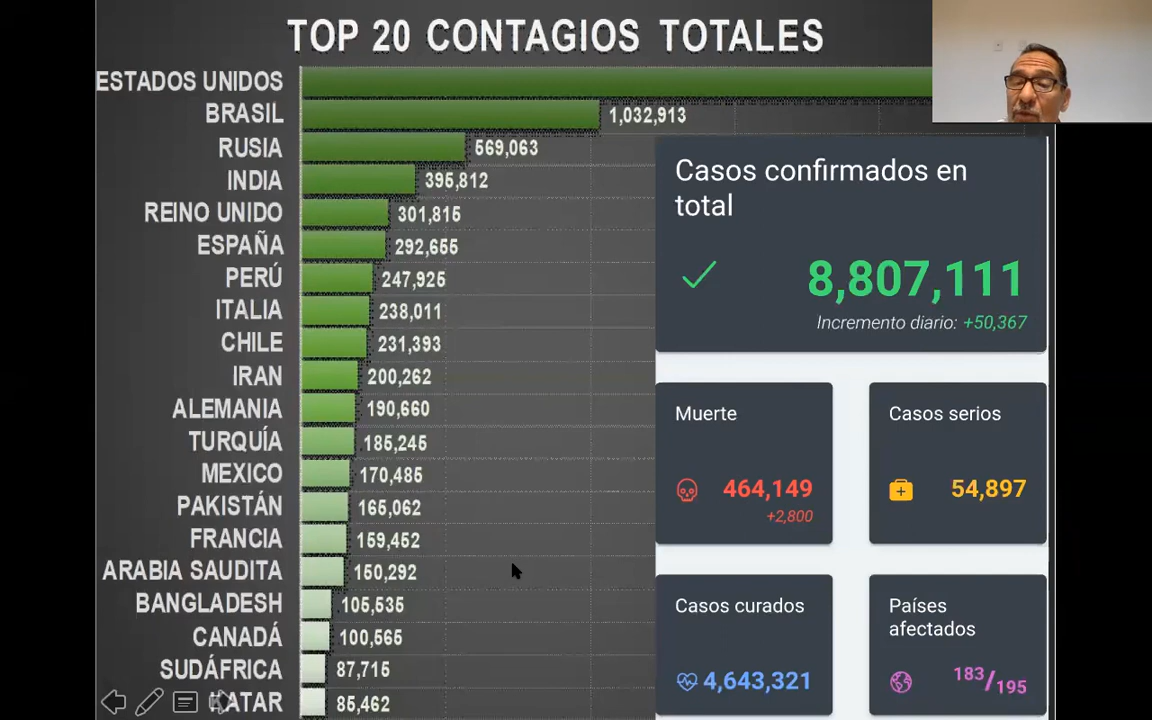 TOP 20 CONTAGIOS TOTALES
ESTADOS UNIDOS
BRASIL 1,032,913
RUSIA 569,063
INDIA 395,812
REINO UNIDO 301,815
ESPAÑA 292,655
PERÚ 247,925
ITALIA 238,011
CHILE 231,393
IRAN 200,262
ALEMANIA 190,660
TURQUÍA 185,245
MEXICO 170,485
PAKISTÁN 165,062
FRANCIA 159,452
ARABIA SAUDITA 150,292
BANGLADESH 105,535
CANADÁ 100,565
SUDÁFRICA 87,715
85,462
Casos confirmados en
total
8,807,111
Incremento diario: +50,367
Muerte
464,149
+2,800
Casos serios
54,897
Casos curados
4,643,321
Países
afectados
183/195